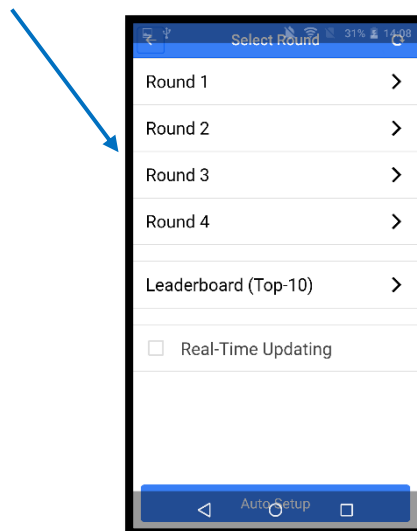 31% 14:08
Select Round
Round 1
Round 2
Round 3
Round 4
Leaderboard (Top-10)
Real-Time Updating
Auto Setup